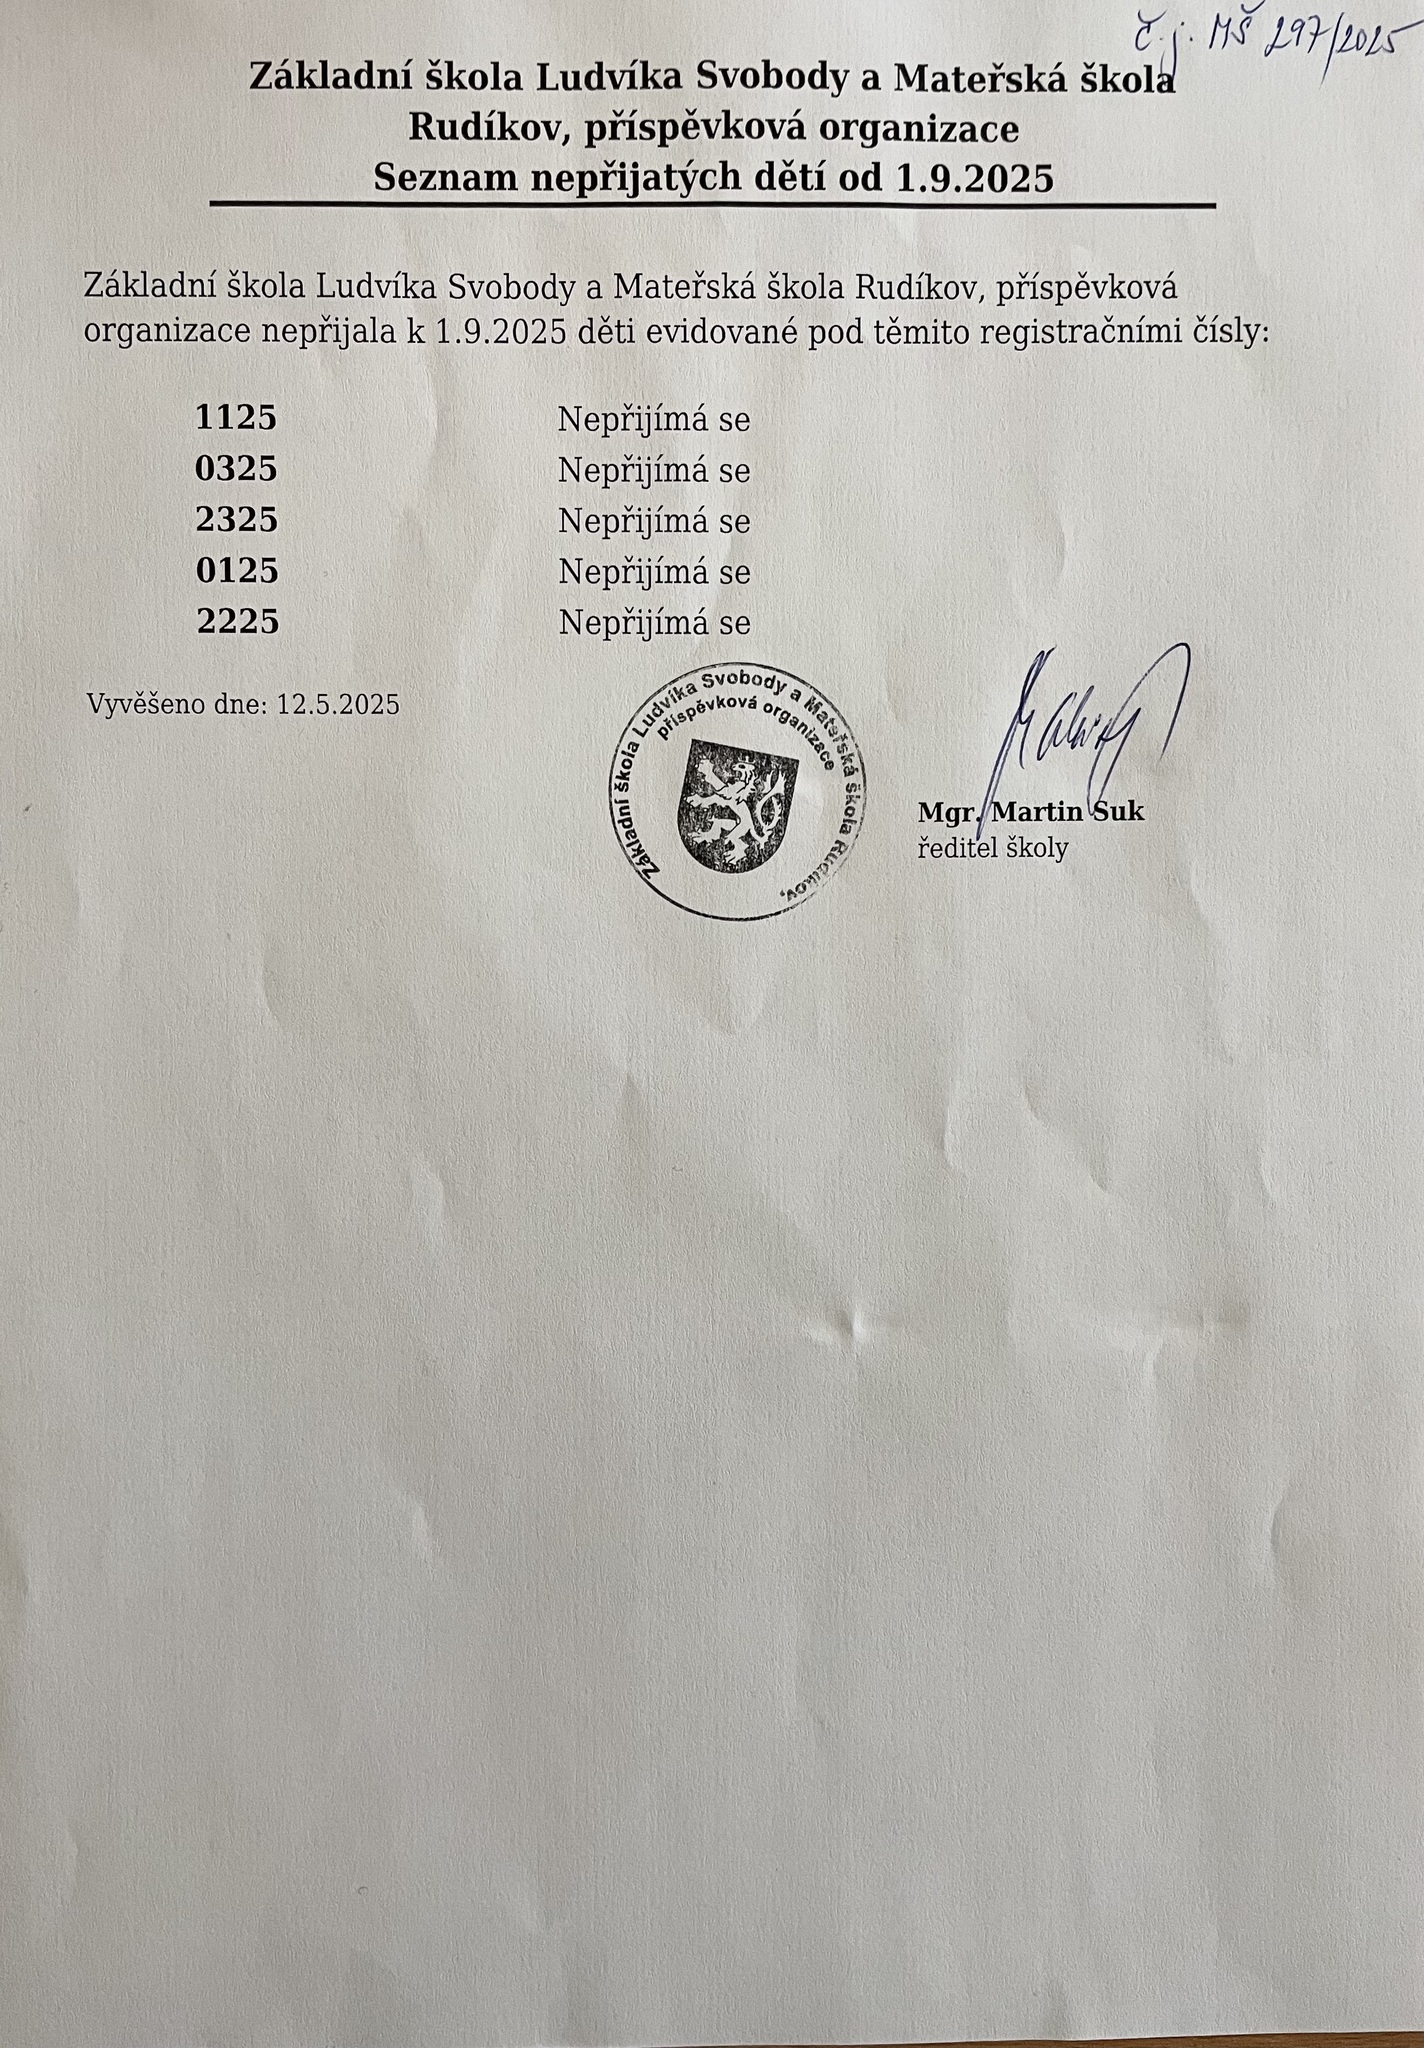 č.j. MŠ 297/2025
Základní škola Ludvíka Svobody a Mateřská škola
Rudíkov, příspěvková organizace
Seznam nepřijatých dětí od 1.9.2025
Základní škola Ludvíka Svobody a Mateřská škola Rudíkov, příspěvková
organizace nepřijala k 1.9.2025 děti evidované pod těmito registračními čísly:
1125 Nepřijímá se
0325 Nepřijímá se
2325 Nepřijímá se
0125 Nepřijímá se
2225 Nepřijímá se
Vyvěšeno dne: 12.5.2025
Základní škola Ludvíka Svobody a Mateřská škola Rudíkov,
příspěvková organizace
Mgr. Martin Suk
ředitel školy